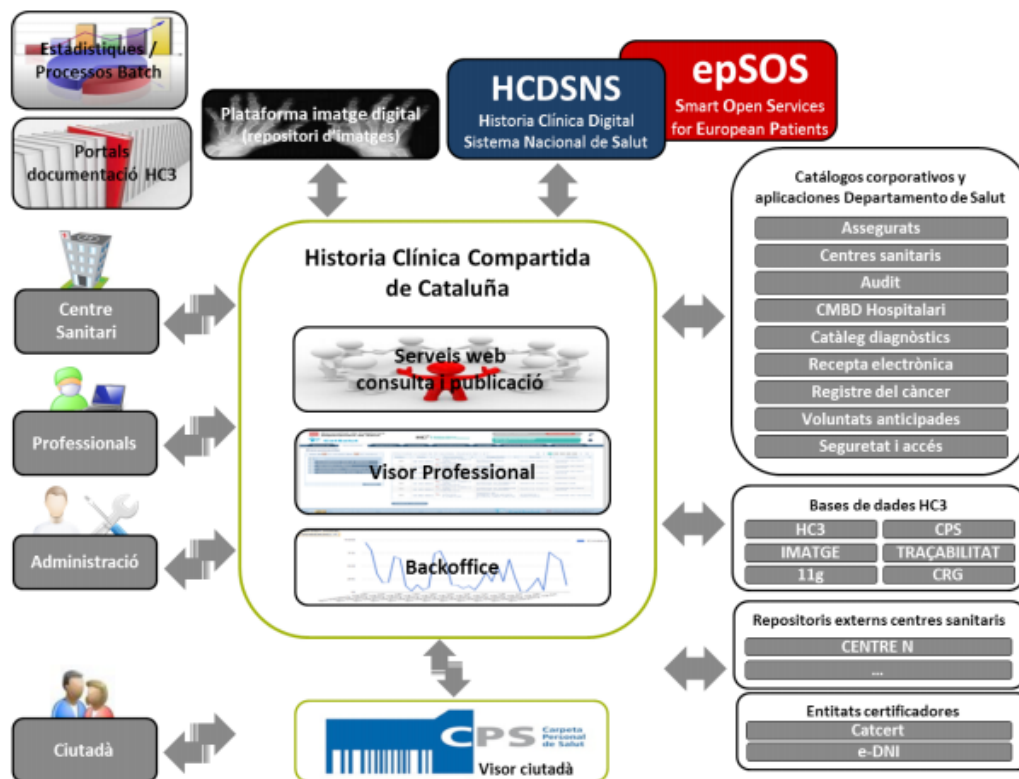 Estadístiques /
Processos Batch
Portals
documentació HC3
Plataforma imatge digital
(repositori d'imatges)
HCDSNS
Historia Clínica Digital
Sistema Nacional de Salut
epSOS
Smart Open Services
for European Patients
Centre
Sanitari
Professionals
Administració
Ciutadà
Historia Clínica Compartida
de Cataluña
Serveis web
consulta i publicació
Visor Professional
Backoffice
CPS
Carpeta
Personal
de Salut
Visor ciutadà
Catálogos corporativos y
aplicaciones Departamento de Salut
Assegurats
Centres sanitaris
Audit
CMBD Hospitalari
Catàleg diagnòstics
Recepta electrònica
Registre del càncer
Voluntats anticipades
Seguretat i accés
Bases de dades HC3
HC3
CPS
IMATGE
TRAÇABILITAT
11g
CRG
Repositoris externs centres sanitaris
CENTRE N
...
Entitats certificadores
Catcert
e-DNI